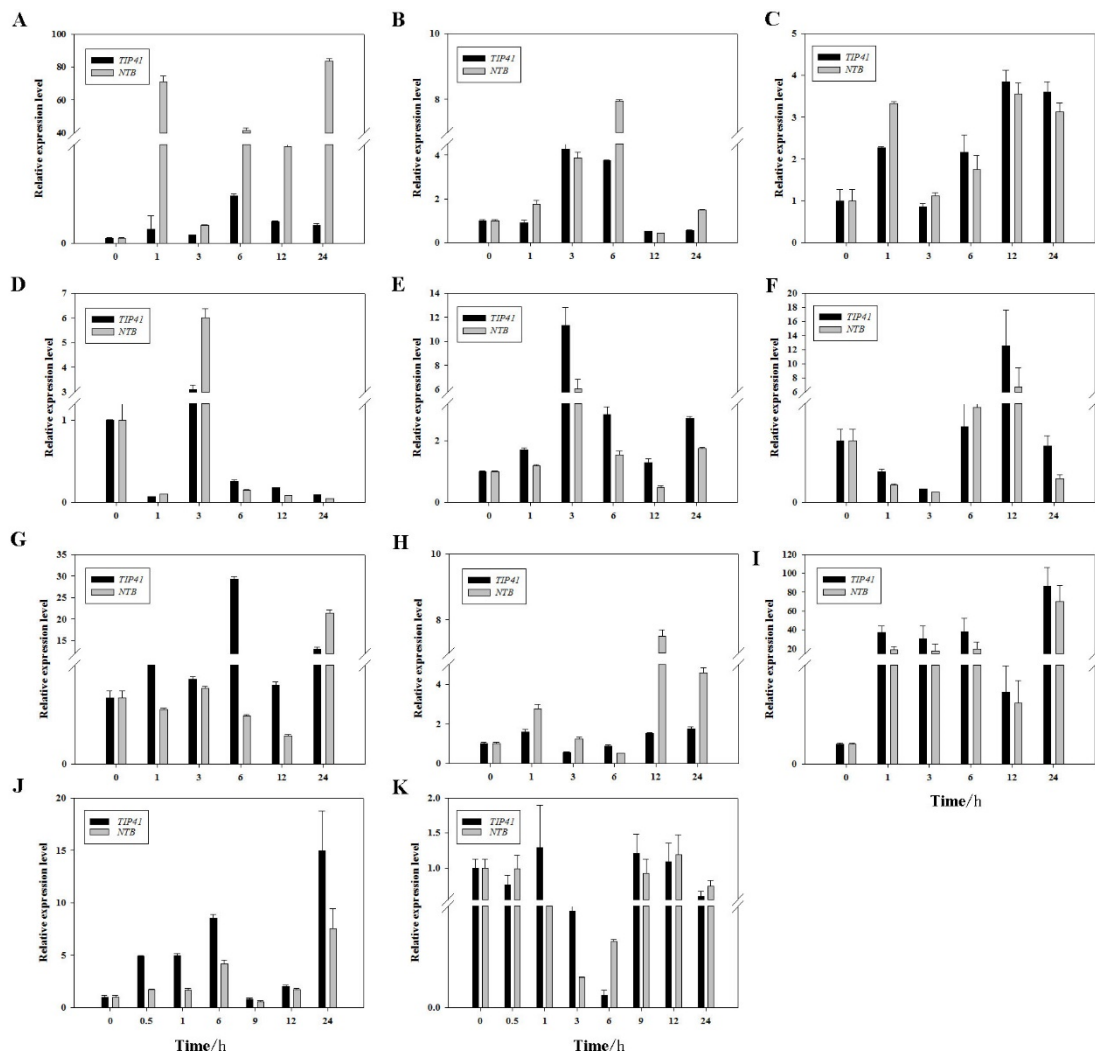 A
Relative expression level
100
80
60
40
0
TIP41
NTB
0 1 3 6 12 24
B
Relative expression level
10
8
4
2
0
TIP41
NTB
0 1 3 6 12 24
C
Relative expression level
5
4
3
2
1
0
TIP41
NTB
0 1 3 6 12 24
D
Relative expression level
7
6
5
4
3
1
0
TIP41
NTB
0 1 3 6 12 24
E
Relative expression level
14
12
10
8
6
2
0
TIP41
NTB
0 1 3 6 12 24
F
Relative expression level
20
18
16
14
12
10
8
6
0
TIP41
NTB
0 1 3 6 12 24
G
Relative expression level
35
30
25
20
15
0
TIP41
NTB
0 1 3 6 12 24
H
Relative expression level
10
8
4
2
0
TIP41
NTB
0 1 3 6 12 24
I
Relative expression level
120
100
80
60
40
20
0
TIP41
NTB
0 1 3 6 12 24
Time/h
J
Relative expression level
20
15
10
5
0
TIP41
NTB
0 0.5 1 6 9 12 24
Time/h
K
Relative expression level
2.0
1.5
1.0
0.0
TIP41
NTB
0 0.5 1 3 6 9 12 24
Time/h